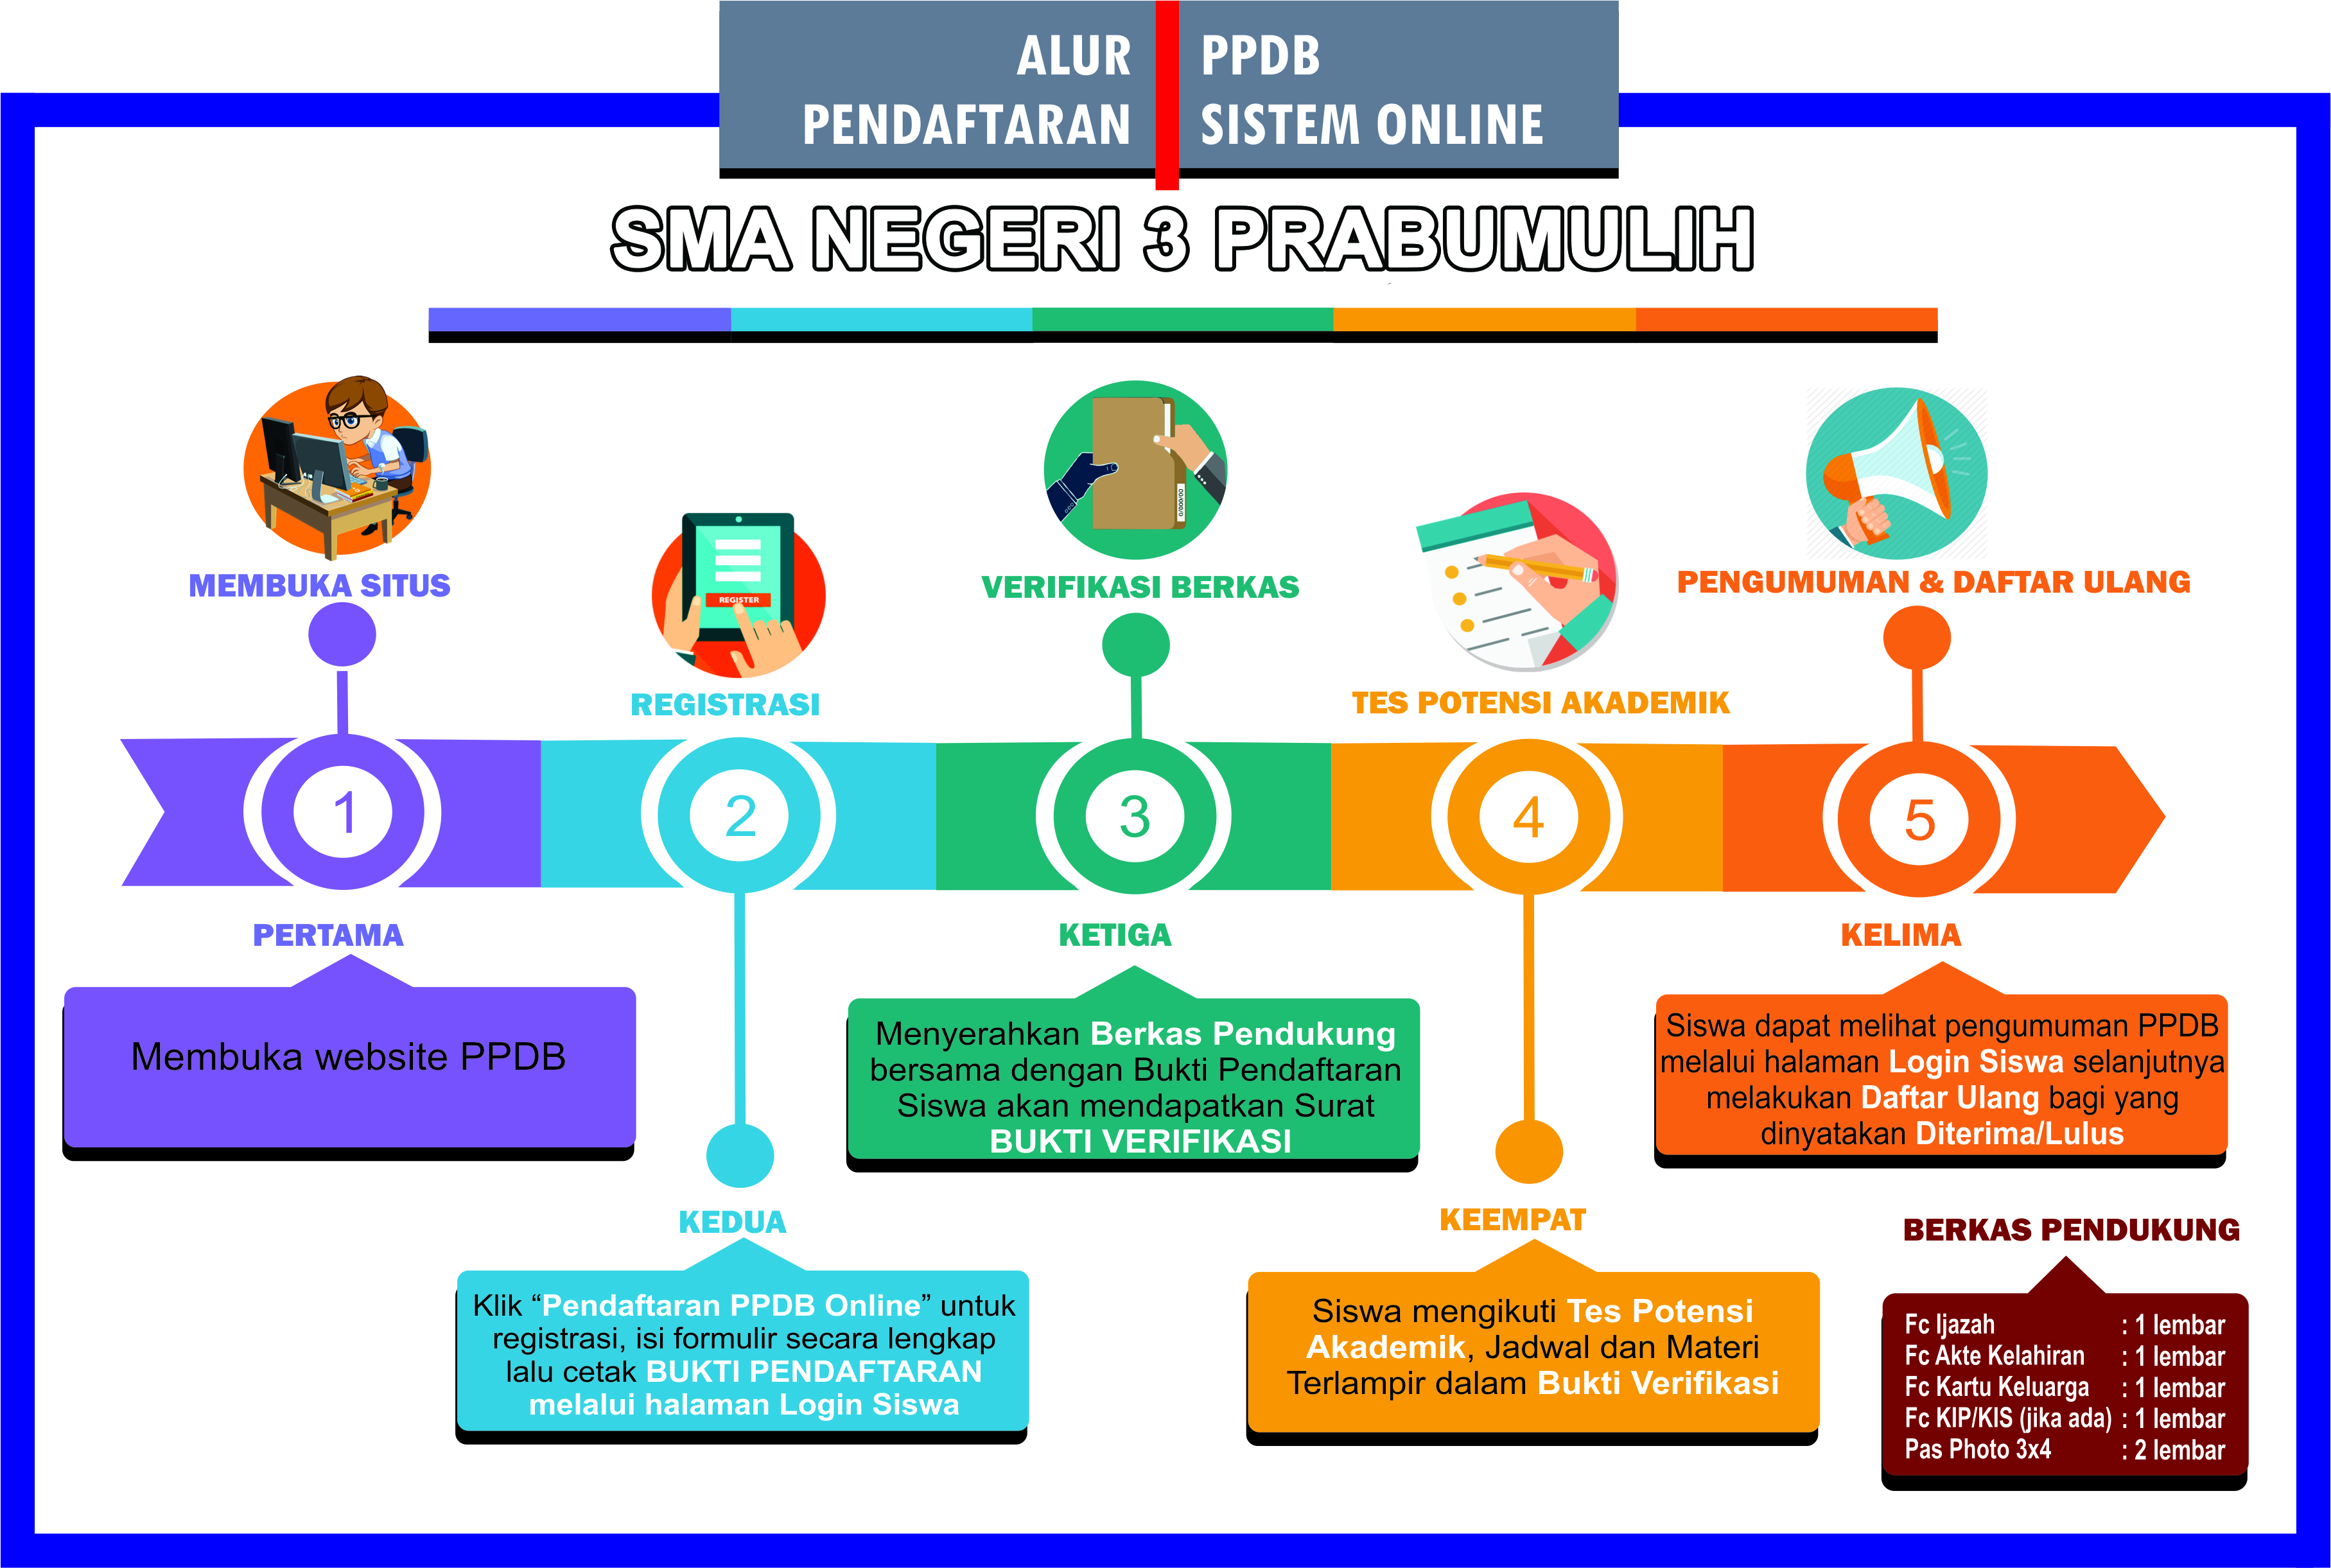 ALUR
PENDAFTARAN
PPDB
SISTEM ONLINE
SMA NEGERI 3 PRABUMULIH
MEMBUKA SITUS
REGISTER
REGISTRASI
VERIFIKASI BERKAS
TES POTENSI AKADEMIK
PENGUMUMAN & DAFTAR ULANG
1
2
3
4
5
PERTAMA
Membuka website PPDB
KEDUA
Klik “Pendaftaran PPDB Online” untuk
registrasi, isi formulir secara lengkap
lalu cetak BUKTI PENDAFTARAN
melalui halaman Login Siswa
KETIGA
Menyerahkan Berkas Pendukung
bersama dengan Bukti Pendaftaran
Siswa akan mendapatkan Surat
BUKTI VERIFIKASI
KEEMPAT
Siswa mengikuti Tes Potensi
Akademik, Jadwal dan Materi
Terlampir dalam Bukti Verifikasi
KELIMA
Siswa dapat melihat pengumuman PPDB
melalui halaman Login Siswa selanjutnya
melakukan Daftar Ulang bagi yang
dinyatakan Diterima/Lulus
BERKAS PENDUKUNG
Fc Ijazah : 1 lembar
Fc Akte Kelahiran : 1 lembar
Fc Kartu Keluarga : 1 lembar
Fc KIP/KIS (jika ada) : 1 lembar
Pas Photo 3x4 : 2 lembar